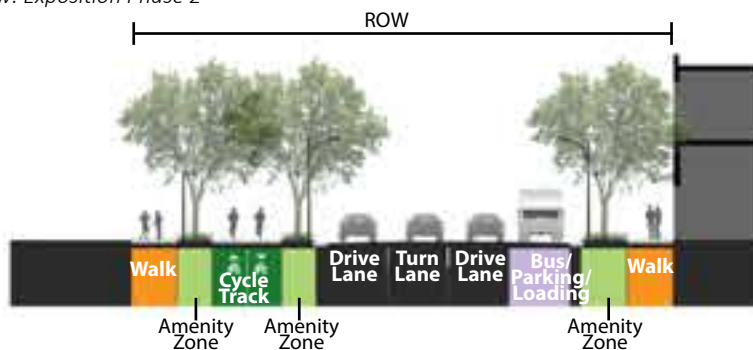 Exposition Phase 2
ROW
Walk
Cycle
Track
Drive
Lane
Turn
Lane
Drive
Lane
Bus/
Parking/
Loading
Walk
Amenity
Zone
Amenity
Zone
Amenity
Zone